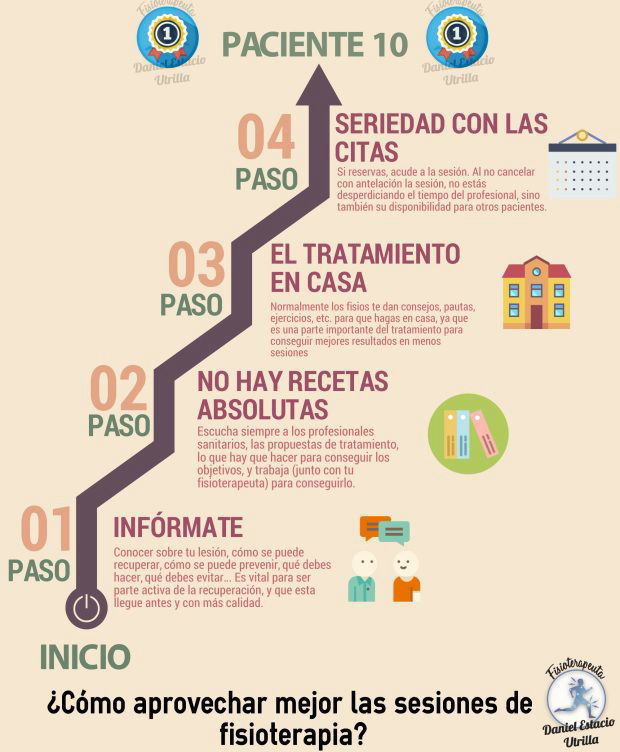 Fisioterapeuta
Daniel Estacio
Utrilla
1
PACIENTE 10
Fisioterapeuta
Daniel Estacio
Utrilla
1
04
PASO
SERIEDAD CON LAS
CITAS
Si reservas, acude a la sesión. Al no cancelar
con antelación la sesión, no estás
desperdiciando el tiempo del profesional, sino
también su disponibilidad para otros pacientes.
03
PASO
EL TRATAMIENTO
EN CASA
Normalmente los fisios te dan consejos, pautas,
ejercicios, etc. para que hagas en casa, ya que
es una parte importante del tratamiento para
conseguir mejores resultados en menos
sesiones
02
PASO
NO HAY RECETAS
ABSOLUTAS
Escucha siempre a los profesionales
sanitarios, las propuestas de tratamiento,
lo que hay que hacer para conseguir los
objetivos, y trabaja (junto con tu
fisioterapeuta) para conseguirlo.
01
PASO
INFÓRMATE
Conocer sobre tu lesión, cómo se puede
recuperar, cómo se puede prevenir, qué debes
hacer, qué debes evitar... Es vital para ser
parte activa de la recuperación, y que esta
llegue antes y con más calidad.
INICIO
¿Cómo aprovechar mejor las sesiones de
fisioterapia?
Fisioterapeuta
Daniel Estacio
Utrilla